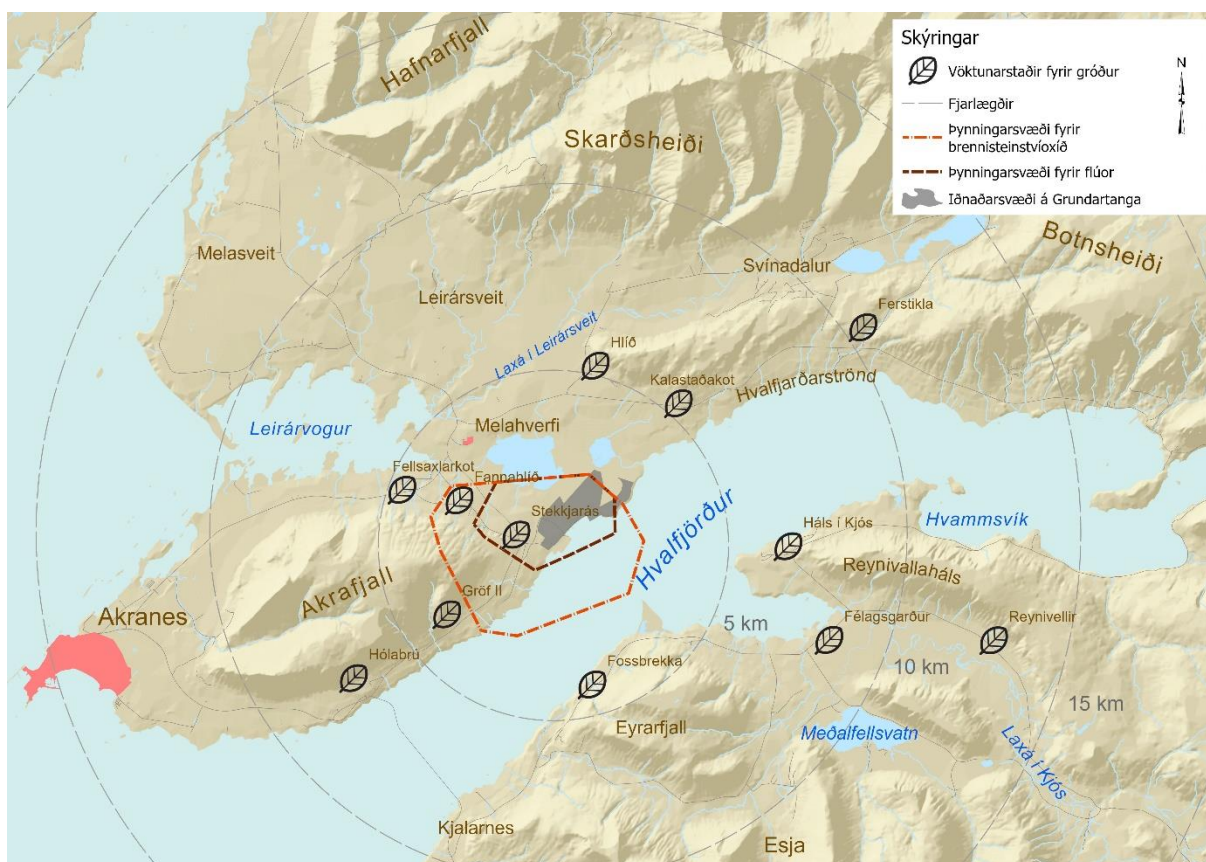 Skýringar
Vöktunarstaðir fyrir gróður
Fjarlægðir
Þynningarsvæði fyrir
brennisteinstvíoxíð
Þynningarsvæði fyrir flúor
Iðnaðarsvæði á Grundartanga
N
Hafnarfjall
Skarðsheiði
Botnsheiði
Melasveit
Svínadalur
Leirársveit
Ferstikla
Laxá í Leirársveit
Hlíð
Kalastaðakot
Hvalfjarðarströnd
Leirárvogur
Melahverfi
Fellsaxlarkot
Fannahlíð
Stekkjarás
Hvalfjörður
Háls í Kjós
Hvammsvík
Reynivallaháls
Akrafjall
Gröf II
Akranes
5 km
Félagsgarður
Reynivellir
Hólabrú
Fossbrekka
10 km
15 km
Eyrarfjall
Meðalfellsvatn
Laxá í Kjós
Kjalarnes
Esja